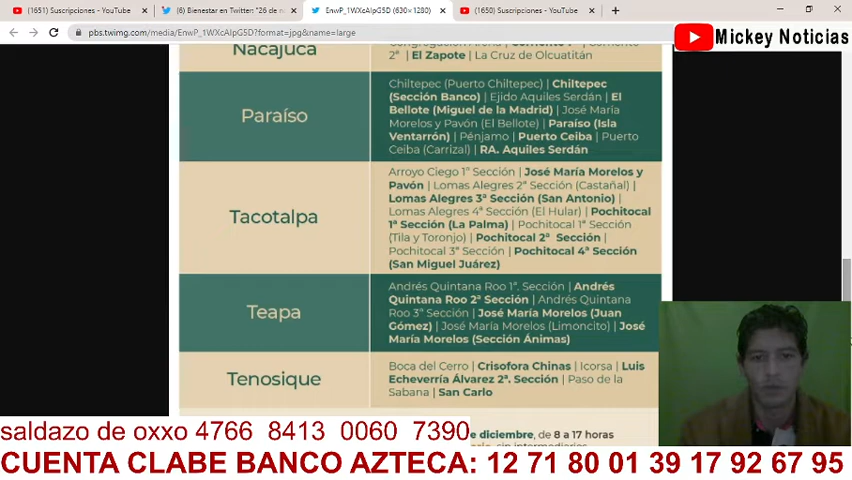 (1651) Suscripciones - YouTube
(6) Bienestar en Twitter: "26 de n
EnwP_1WXcAlpG5D (630×1280)
(1650) Suscripciones - YouTube
pbs.twimg.com/media/EnwP_1WXcAlpG5D?format=jpg&name=large
Mickey Noticias
Nacajuca
2ª | El Zapote | La Cruz de Olcuatitán
Paraíso
Chiltepec (Puerto Chiltepec) | Chiltepec
(Sección Banco) | Ejido Aquiles Serdán | El
Bellote (Miguel de la Madrid) | José María
Morelos y Pavón (El Bellote) | Paraíso (Isla
Ventarrón) | Pénjamo | Puerto Ceiba | Puerto
Ceiba (Carrizal) | RA. Aquiles Serdán
Tacotalpa
Arroyo Ciego 1ª Sección | José María Morelos y
Pavón | Lomas Alegres 2ª Sección (Castañal) |
Lomas Alegres 3ª Sección (San Antonio) |
Lomas Alegres 4ª Sección (El Hular) | Pochitocal
1ª Sección (La Palma) | Pochitocal 1ª Sección
(Tila y Toronjo) | Pochitocal 2ª Sección |
Pochitocal 3ª Sección | Pochitocal 4ª Sección
(San Miguel Juárez)
Teapa
Andrés Quintana Roo 1ª. Sección | Andrés
Quintana Roo 2ª Sección | Andrés Quintana
Roo 3ª Sección | José María Morelos (Juan
Gómez) | José María Morelos (Limoncito) | José
María Morelos (Sección Ánimas)
Tenosique
Boca del Cerro | Crisofora Chinas | Icorsa | Luis
Echeverría Álvarez 2ª. Sección | Paso de la
Sabana | San Carlo
de diciembre, de 8 a 17 horas
saldazo de oxxo 4766 8413 0060 7390
CUENTA CLABE BANCO AZTECA: 12 71 80 01 39 17 92 67 95